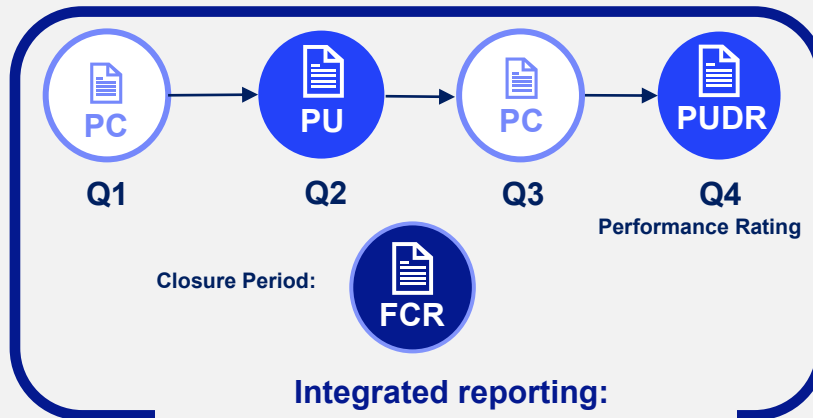 PC
PU
PC
PUDR
Q1
Q2
Q3
Q4
Performance Rating
Closure Period:
FCR
Integrated reporting: